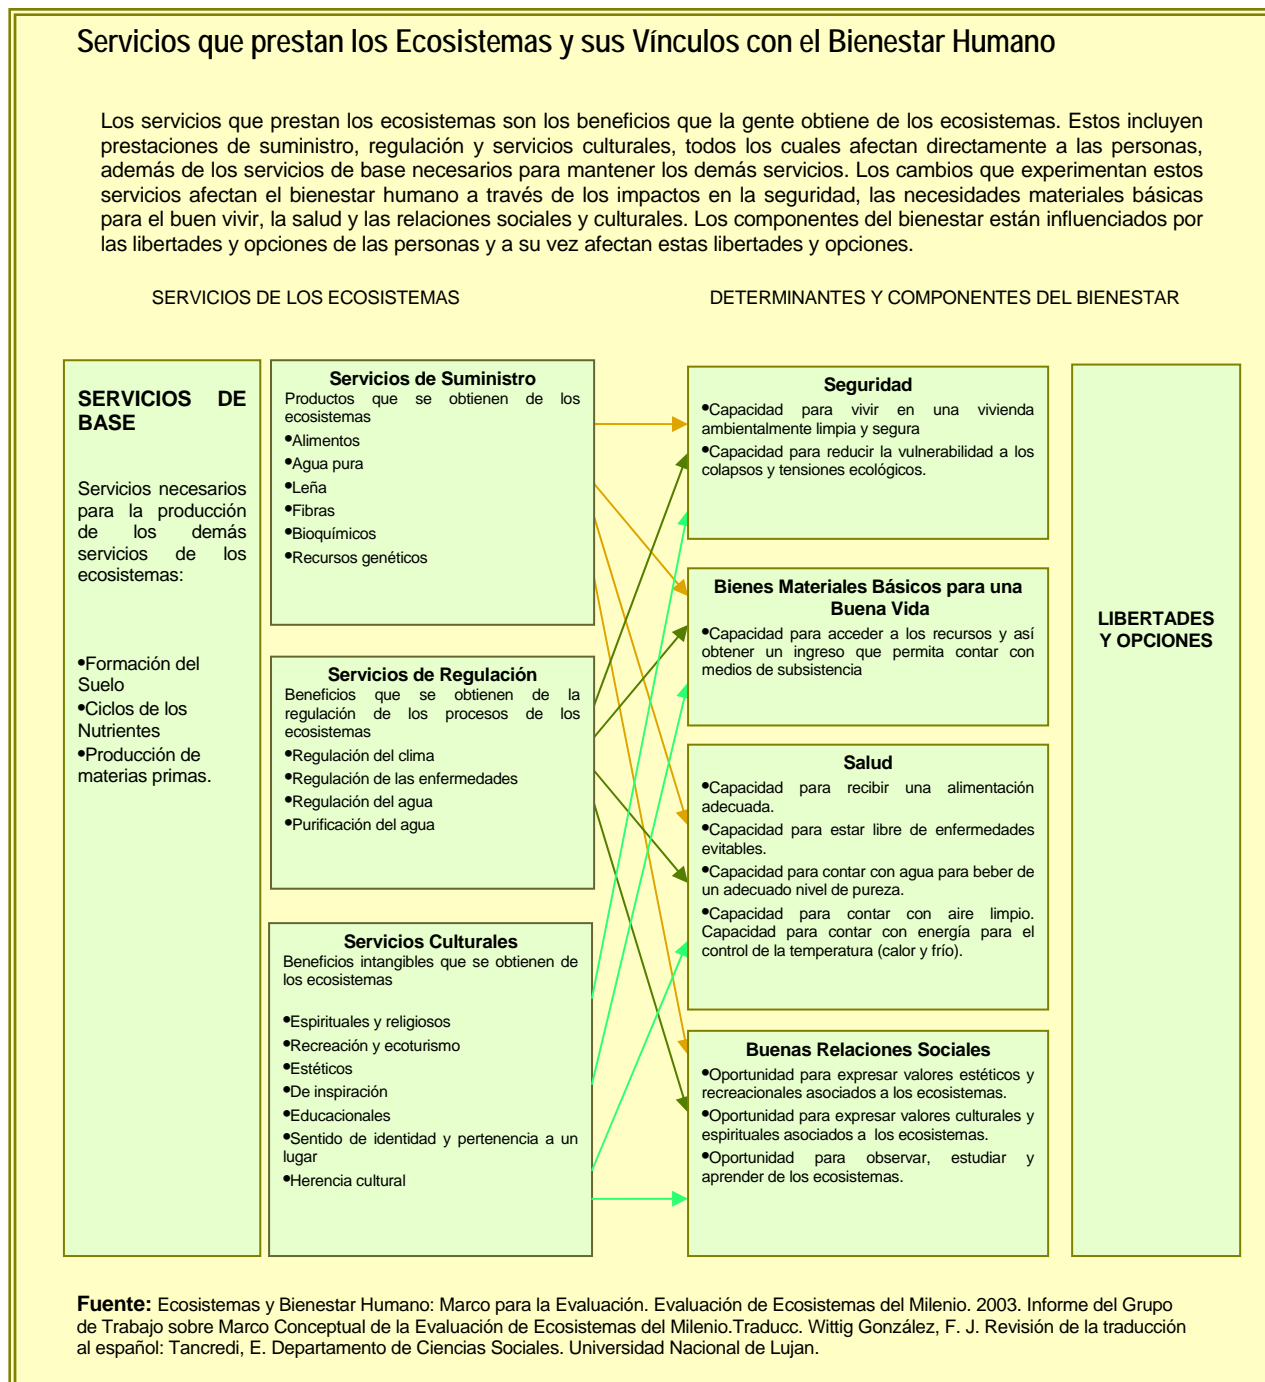 Servicios que prestan los Ecosistemas y sus Vínculos con el Bienestar Humano
Los servicios que prestan los ecosistemas son los beneficios que la gente obtiene de los ecosistemas. Estos incluyen
prestaciones de suministro, regulación y servicios culturales, todos los cuales afectan directamente a las personas,
además de los servicios de base necesarios para mantener los demás servicios. Los cambios que experimentan estos
servicios afectan el bienestar humano a través de los impactos en la seguridad, las necesidades materiales básicas
para el buen vivir, la salud y las relaciones sociales y culturales. Los componentes del bienestar están influenciados por
las libertades y opciones de las personas y a su vez afectan estas libertades y opciones.
SERVICIOS DE LOS ECOSISTEMAS
DETERMINANTES Y COMPONENTES DEL BIENESTAR
SERVICIOS DE
BASE
Servicios necesarios
para la producción
de los demás
servicios de los
ecosistemas:
•Formación del
Suelo
•Ciclos de los
Nutrientes
•Producción de
materias primas.
Servicios de Suministro
Productos que se obtienen de los
ecosistemas
•Alimentos
•Agua pura
•Leña
•Fibras
•Bioquímicos
•Recursos genéticos
Servicios de Regulación
Beneficios que se obtienen de la
regulación de los procesos de los
ecosistemas
•Regulación del clima
•Regulación de las enfermedades
•Regulación del agua
•Purificación del agua
Servicios Culturales
Beneficios intangibles que se obtienen de
los ecosistemas
•Espirituales y religiosos
•Recreación y ecoturismo
•Estéticos
•De inspiración
•Educacionales
•Sentido de identidad y pertenencia a un
lugar
•Herencia cultural
Seguridad
•Capacidad para vivir en una vivienda
ambientalmente limpia y segura
•Capacidad para reducir la vulnerabilidad a los
colapsos y tensiones ecológicos.
Bienes Materiales Básicos para una
Buena Vida
•Capacidad para acceder a los recursos y así
obtener un ingreso que permita contar con
medios de subsistencia
Salud
•Capacidad para recibir una alimentación
adecuada.
•Capacidad para estar libre de enfermedades
evitables.
•Capacidad para contar con agua para beber de
un adecuado nivel de pureza.
•Capacidad para contar con aire limpio.
Capacidad para contar con energía para el
control de la temperatura (calor y frío).
Buenas Relaciones Sociales
•Oportunidad para expresar valores estéticos y
recreacionales asociados a los ecosistemas.
•Oportunidad para expresar valores culturales y
espirituales asociados a los ecosistemas.
•Oportunidad para observar, estudiar y
aprender de los ecosistemas.
LIBERTADES
Y OPCIONES
Fuente: Ecosistemas y Bienestar Humano: Marco para la Evaluación. Evaluación de Ecosistemas del Milenio. 2003. Informe del Grupo
de Trabajo sobre Marco Conceptual de la Evaluación de Ecosistemas del Milenio.Traducc. Wittig González, F. J. Revisión de la traducción
al español: Tancredi, E. Departamento de Ciencias Sociales. Universidad Nacional de Lujan.